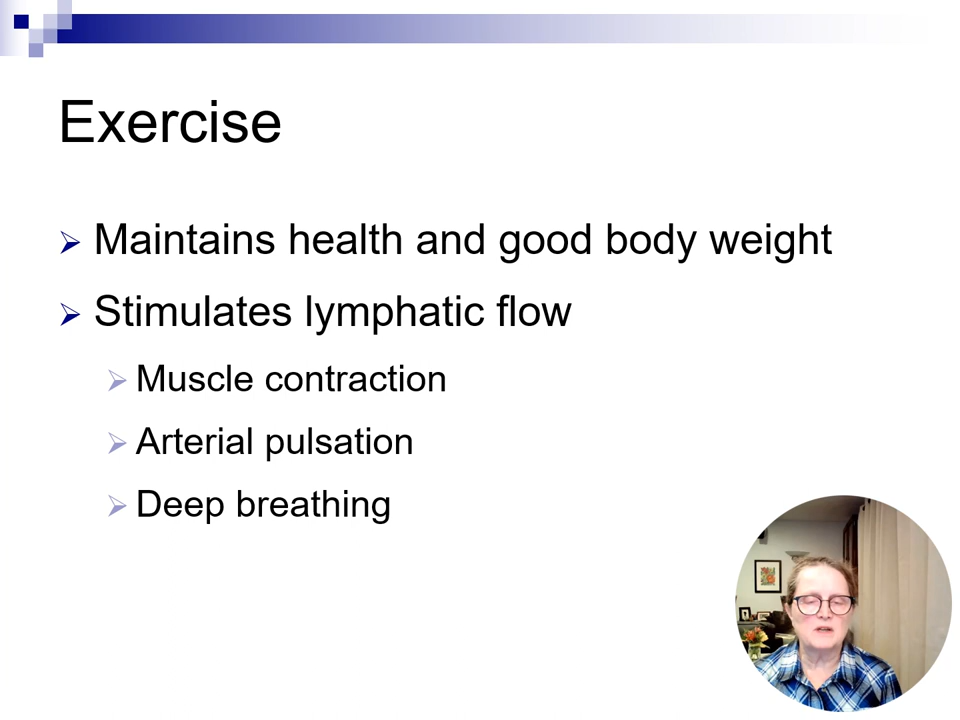 Exercise
Maintains health and good body weight
Stimulates lymphatic flow
Muscle contraction
Arterial pulsation
Deep breathing